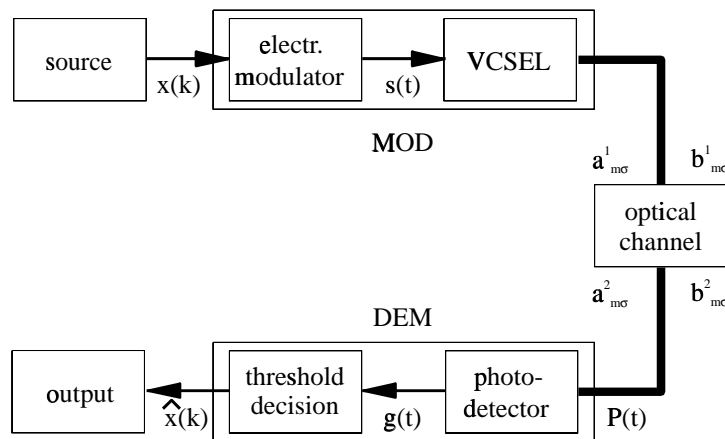 source
x(k)
electr.
modulator
s(t)
VCSEL
MOD
a¹mσ
b¹mσ
optical
channel
a²mσ
b²mσ
DEM
output
x̂(k)
threshold
decision
g(t)
photo-
detector
P(t)